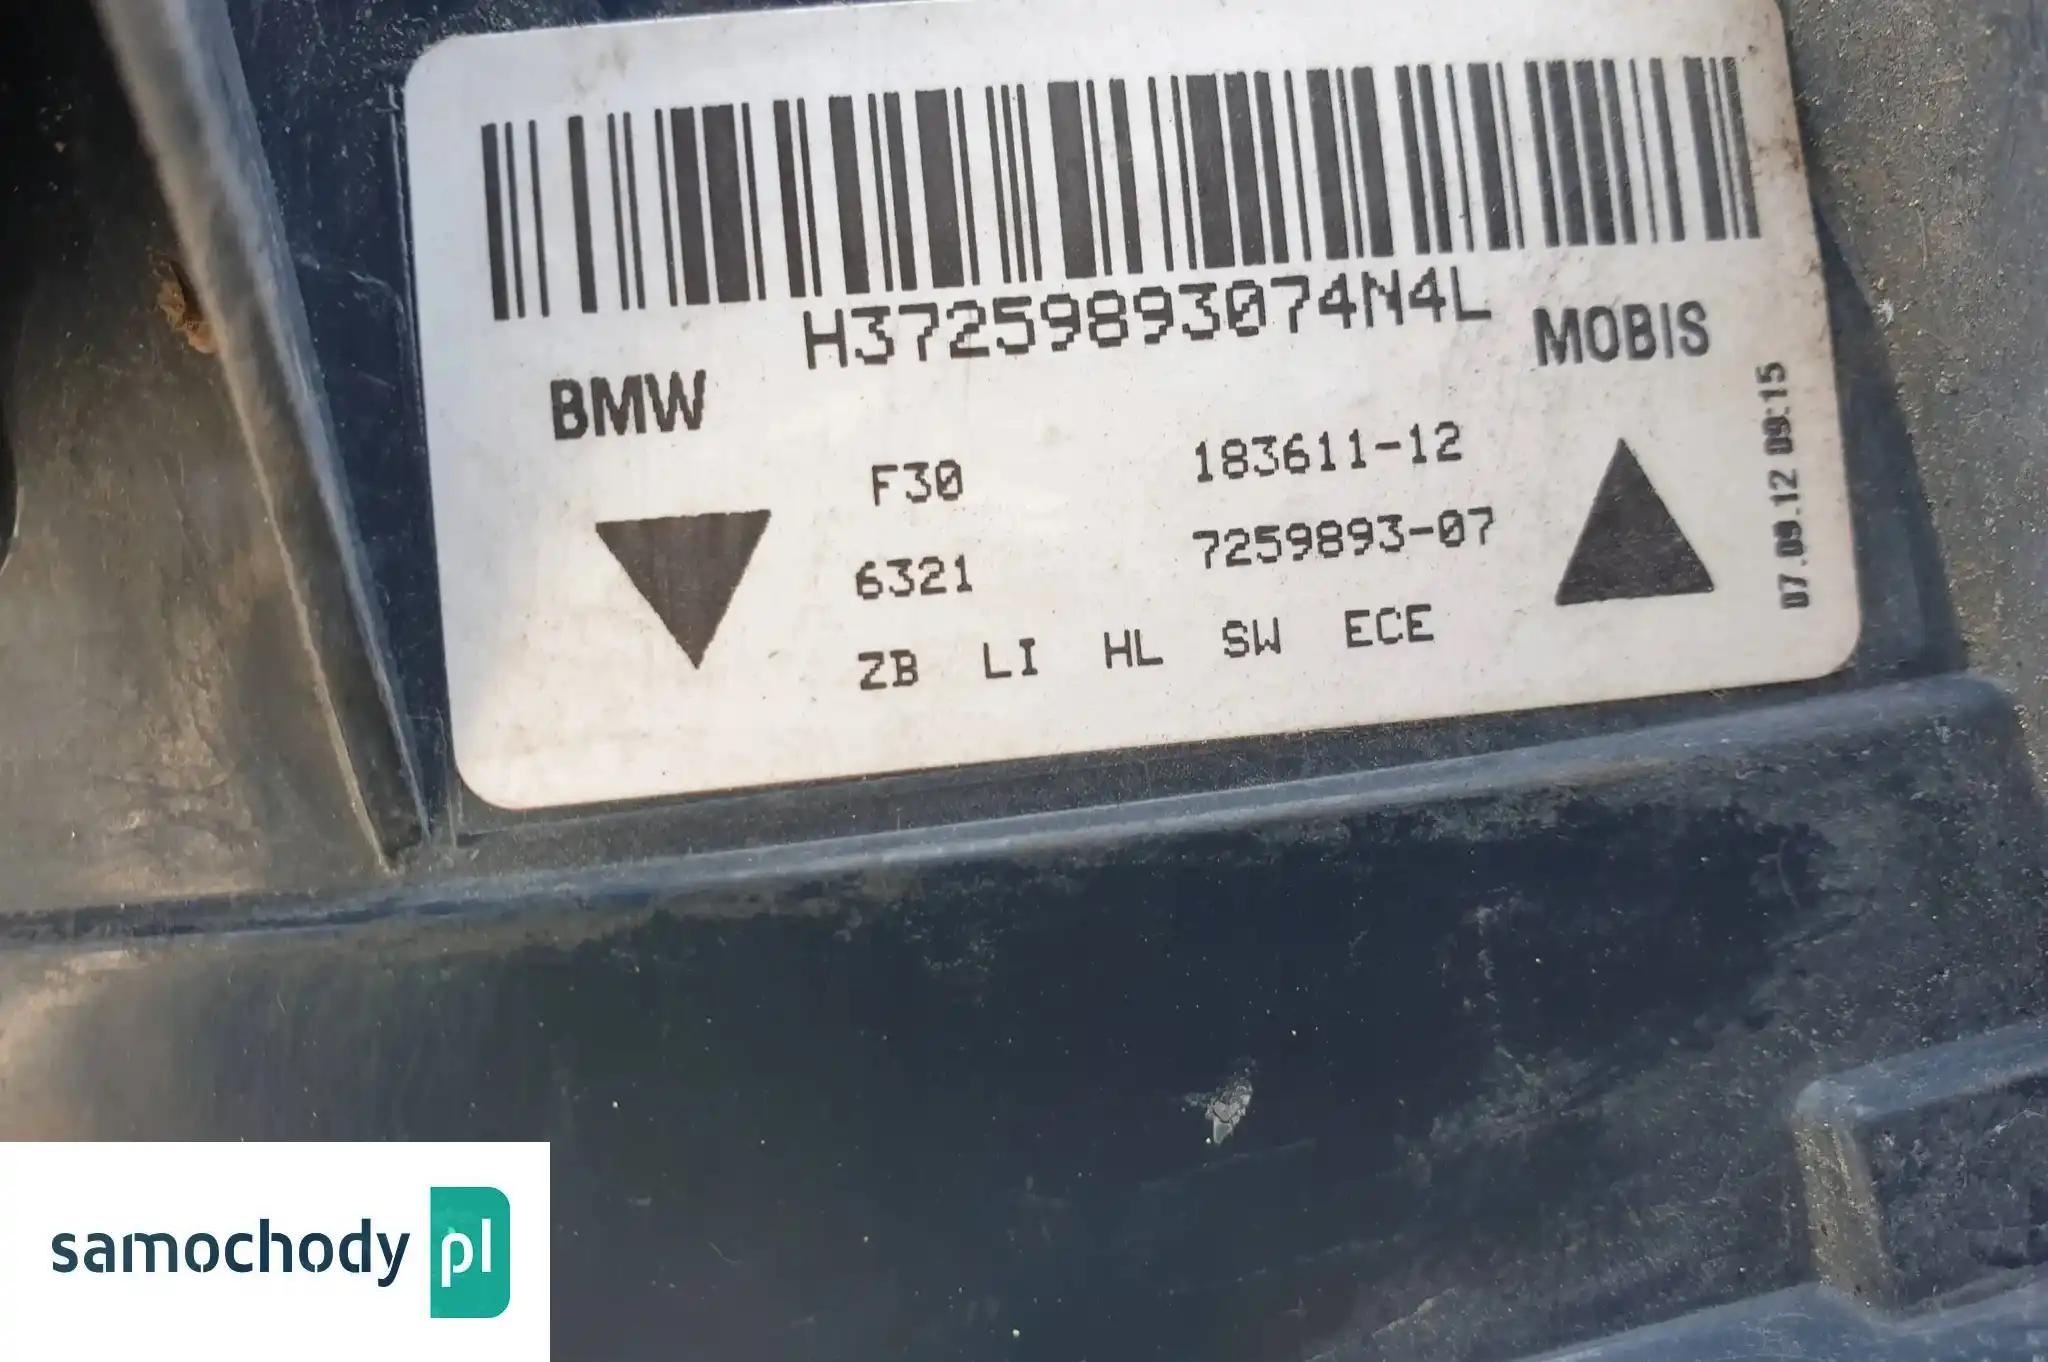 H37259893074N4L
BMW
MOBIS
F30 183611-12
6321 7259893-07
ZB LI HL SW ECE
07.09.12 09:15
samochody pl